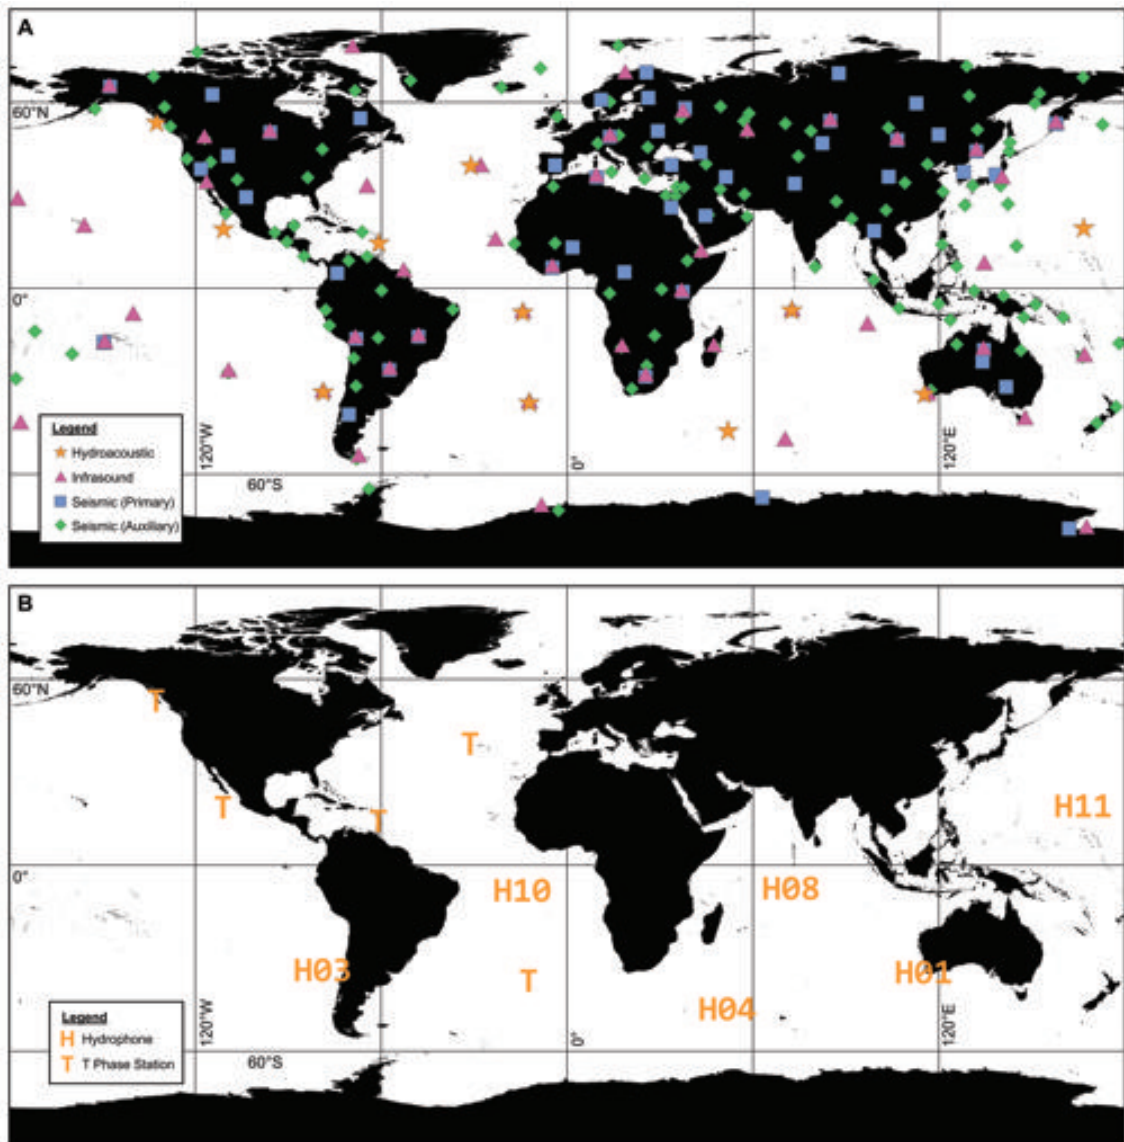 A
60°N
0°
120°W
0°
120°E
60°S
Legend
Hydroacoustic
Infrasound
Seismic (Primary)
Seismic (Auxiliary)
B
60°N
T
T
T
T
H11
0°
H10
H08
H03
T
H01
H04
120°W
0°
120°E
60°S
Legend
H Hydrophone
T T Phase Station